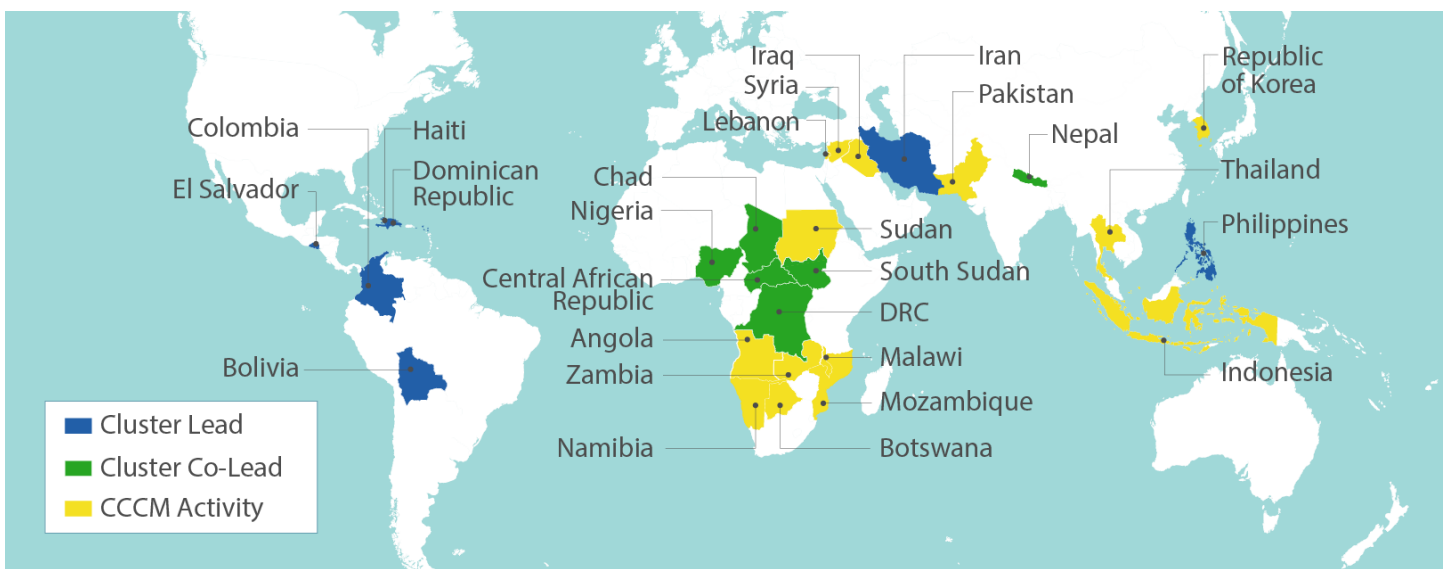 Colombia
Haiti
Dominican
Republic
El Salvador
Bolivia
Iraq
Syria
Lebanon
Iran
Pakistan
Nepal
Republic
of Korea
Thailand
Philippines
Indonesia
Chad
Nigeria
Central African
Republic
Angola
Zambia
Namibia
Sudan
South Sudan
DRC
Malawi
Mozambique
Botswana
Cluster Lead
Cluster Co-Lead
CCCM Activity